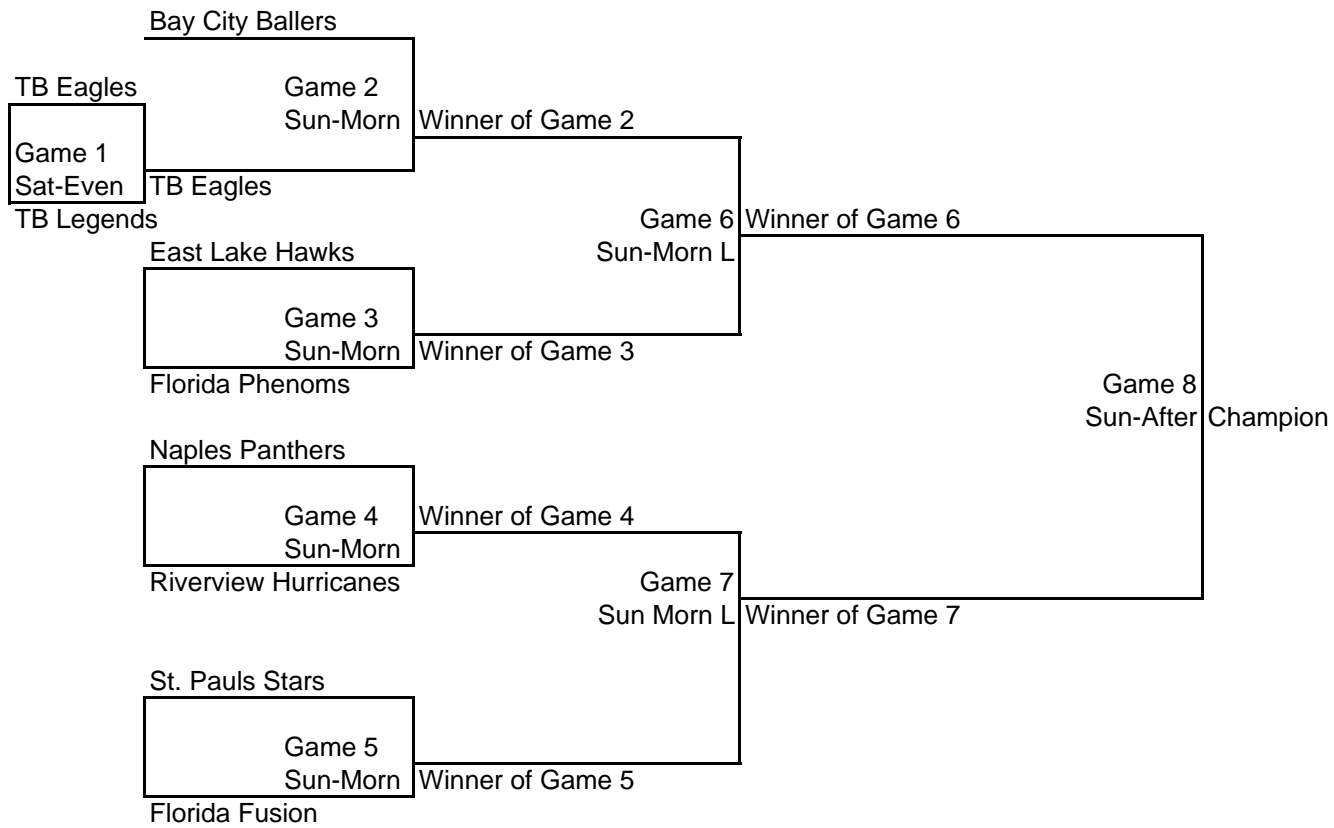 Bay City Ballers
TB Eagles
Game 2
Sun-Morn
Winner of Game 2
Game 1
Sat-Even
TB Eagles
TB Legends
Game 6
Winner of Game 6
East Lake Hawks
Sun-Morn L
Game 3
Sun-Morn
Winner of Game 3
Florida Phenoms
Game 8
Sun-After
Champion
Naples Panthers
Game 4
Winner of Game 4
Sun-Morn
Riverview Hurricanes
Game 7
Sun Morn L
Winner of Game 7
St. Pauls Stars
Game 5
Sun-Morn
Winner of Game 5
Florida Fusion